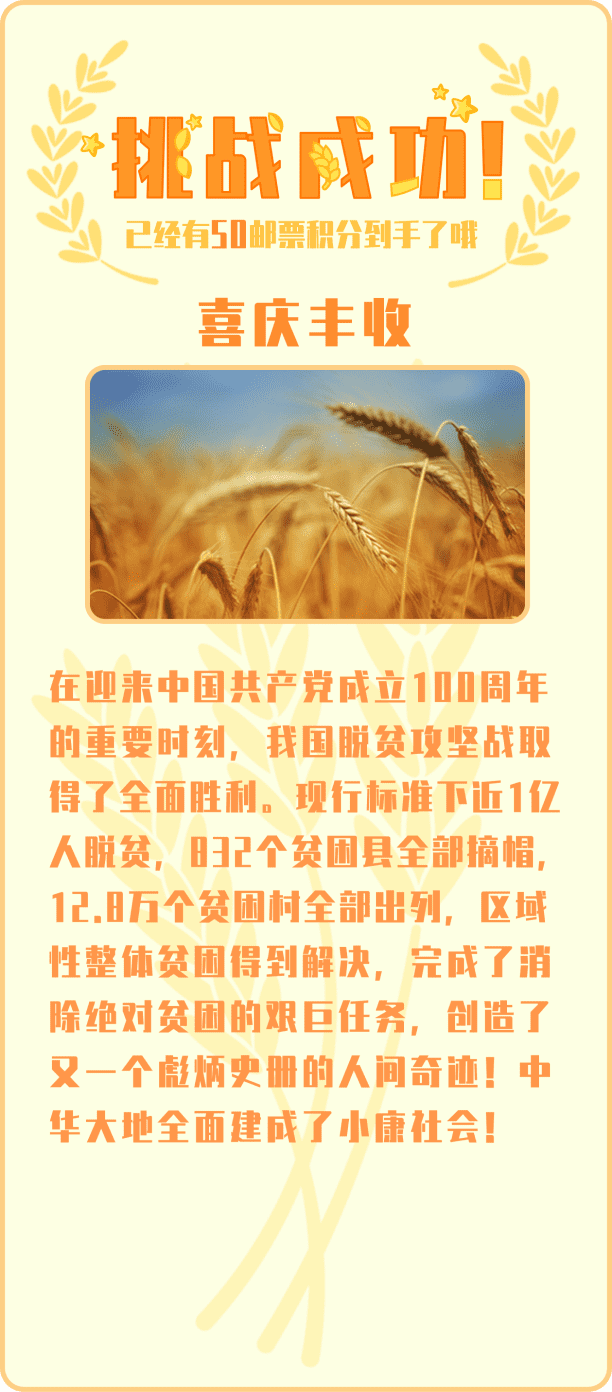 挑战成功!
已经有50邮票积分到手了哦
喜庆丰收
在迎来中国共产党成立100周年
的重要时刻，我国脱贫攻坚战取
得了全面胜利。现行标准下近1亿
人脱贫，832个贫困县全部摘帽，
12.8万个贫困村全部出列，区域
性整体贫困得到解决，完成了消
除绝对贫困的艰巨任务，创造了
又一个彪炳史册的人间奇迹！中
华大地全面建成了小康社会！